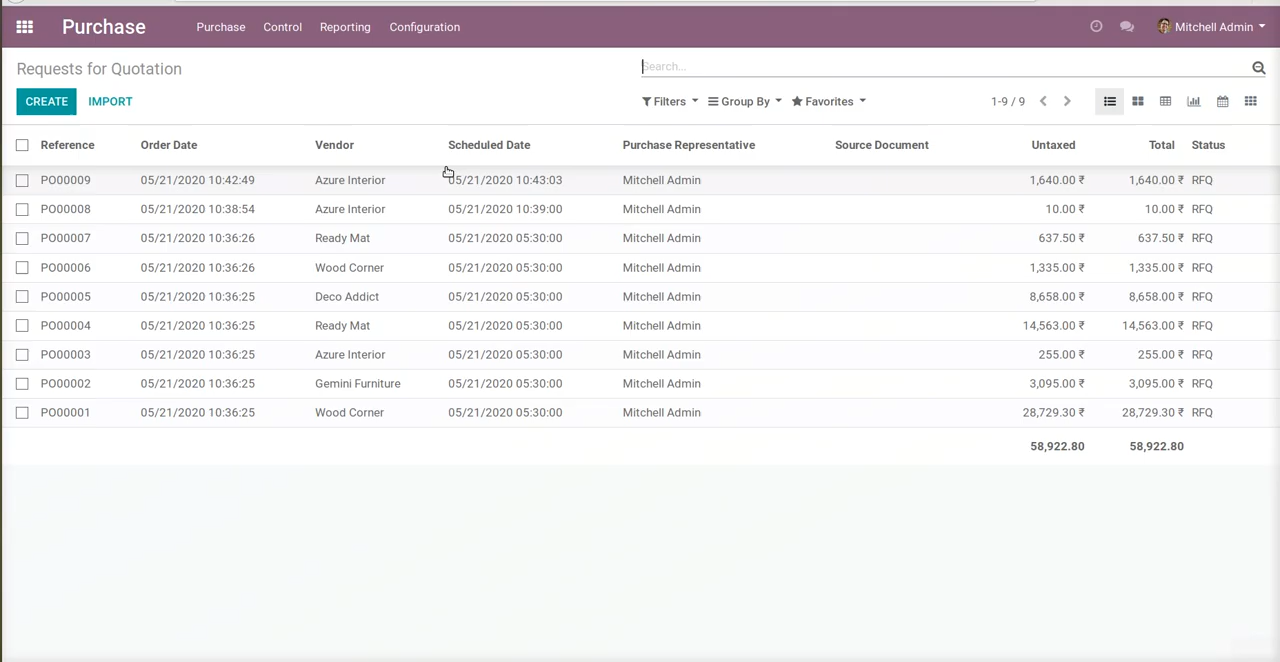 Purchase Purchase Control Reporting Configuration Mitchell Admin
Requests for Quotation Search...
CREATE IMPORT Filters Group By Favorites 1-9 / 9
Reference Order Date Vendor Scheduled Date Purchase Representative Source Document Untaxed Total Status
PO00009 05/21/2020 10:42:49 Azure Interior 05/21/2020 10:43:03 Mitchell Admin 1,640.00 ₹ 1,640.00 ₹ RFQ
PO00008 05/21/2020 10:38:54 Azure Interior 05/21/2020 10:39:00 Mitchell Admin 10.00 ₹ 10.00 ₹ RFQ
PO00007 05/21/2020 10:36:26 Ready Mat 05/21/2020 05:30:00 Mitchell Admin 637.50 ₹ 637.50 ₹ RFQ
PO00006 05/21/2020 10:36:26 Wood Corner 05/21/2020 05:30:00 Mitchell Admin 1,335.00 ₹ 1,335.00 ₹ RFQ
PO00005 05/21/2020 10:36:25 Deco Addict 05/21/2020 05:30:00 Mitchell Admin 8,658.00 ₹ 8,658.00 ₹ RFQ
PO00004 05/21/2020 10:36:25 Ready Mat 05/21/2020 05:30:00 Mitchell Admin 14,563.00 ₹ 14,563.00 ₹ RFQ
PO00003 05/21/2020 10:36:25 Azure Interior 05/21/2020 05:30:00 Mitchell Admin 255.00 ₹ 255.00 ₹ RFQ
PO00002 05/21/2020 10:36:25 Gemini Furniture 05/21/2020 05:30:00 Mitchell Admin 3,095.00 ₹ 3,095.00 ₹ RFQ
PO00001 05/21/2020 10:36:25 Wood Corner 05/21/2020 05:30:00 Mitchell Admin 28,729.30 ₹ 28,729.30 ₹ RFQ
58,922.80 58,922.80